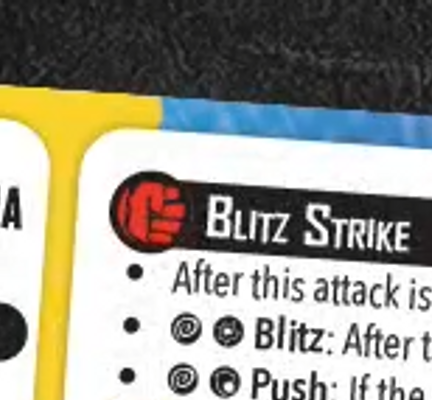 A
BLITZ STRIKE
• After this attack is
• Blitz: After t
• Push: If the